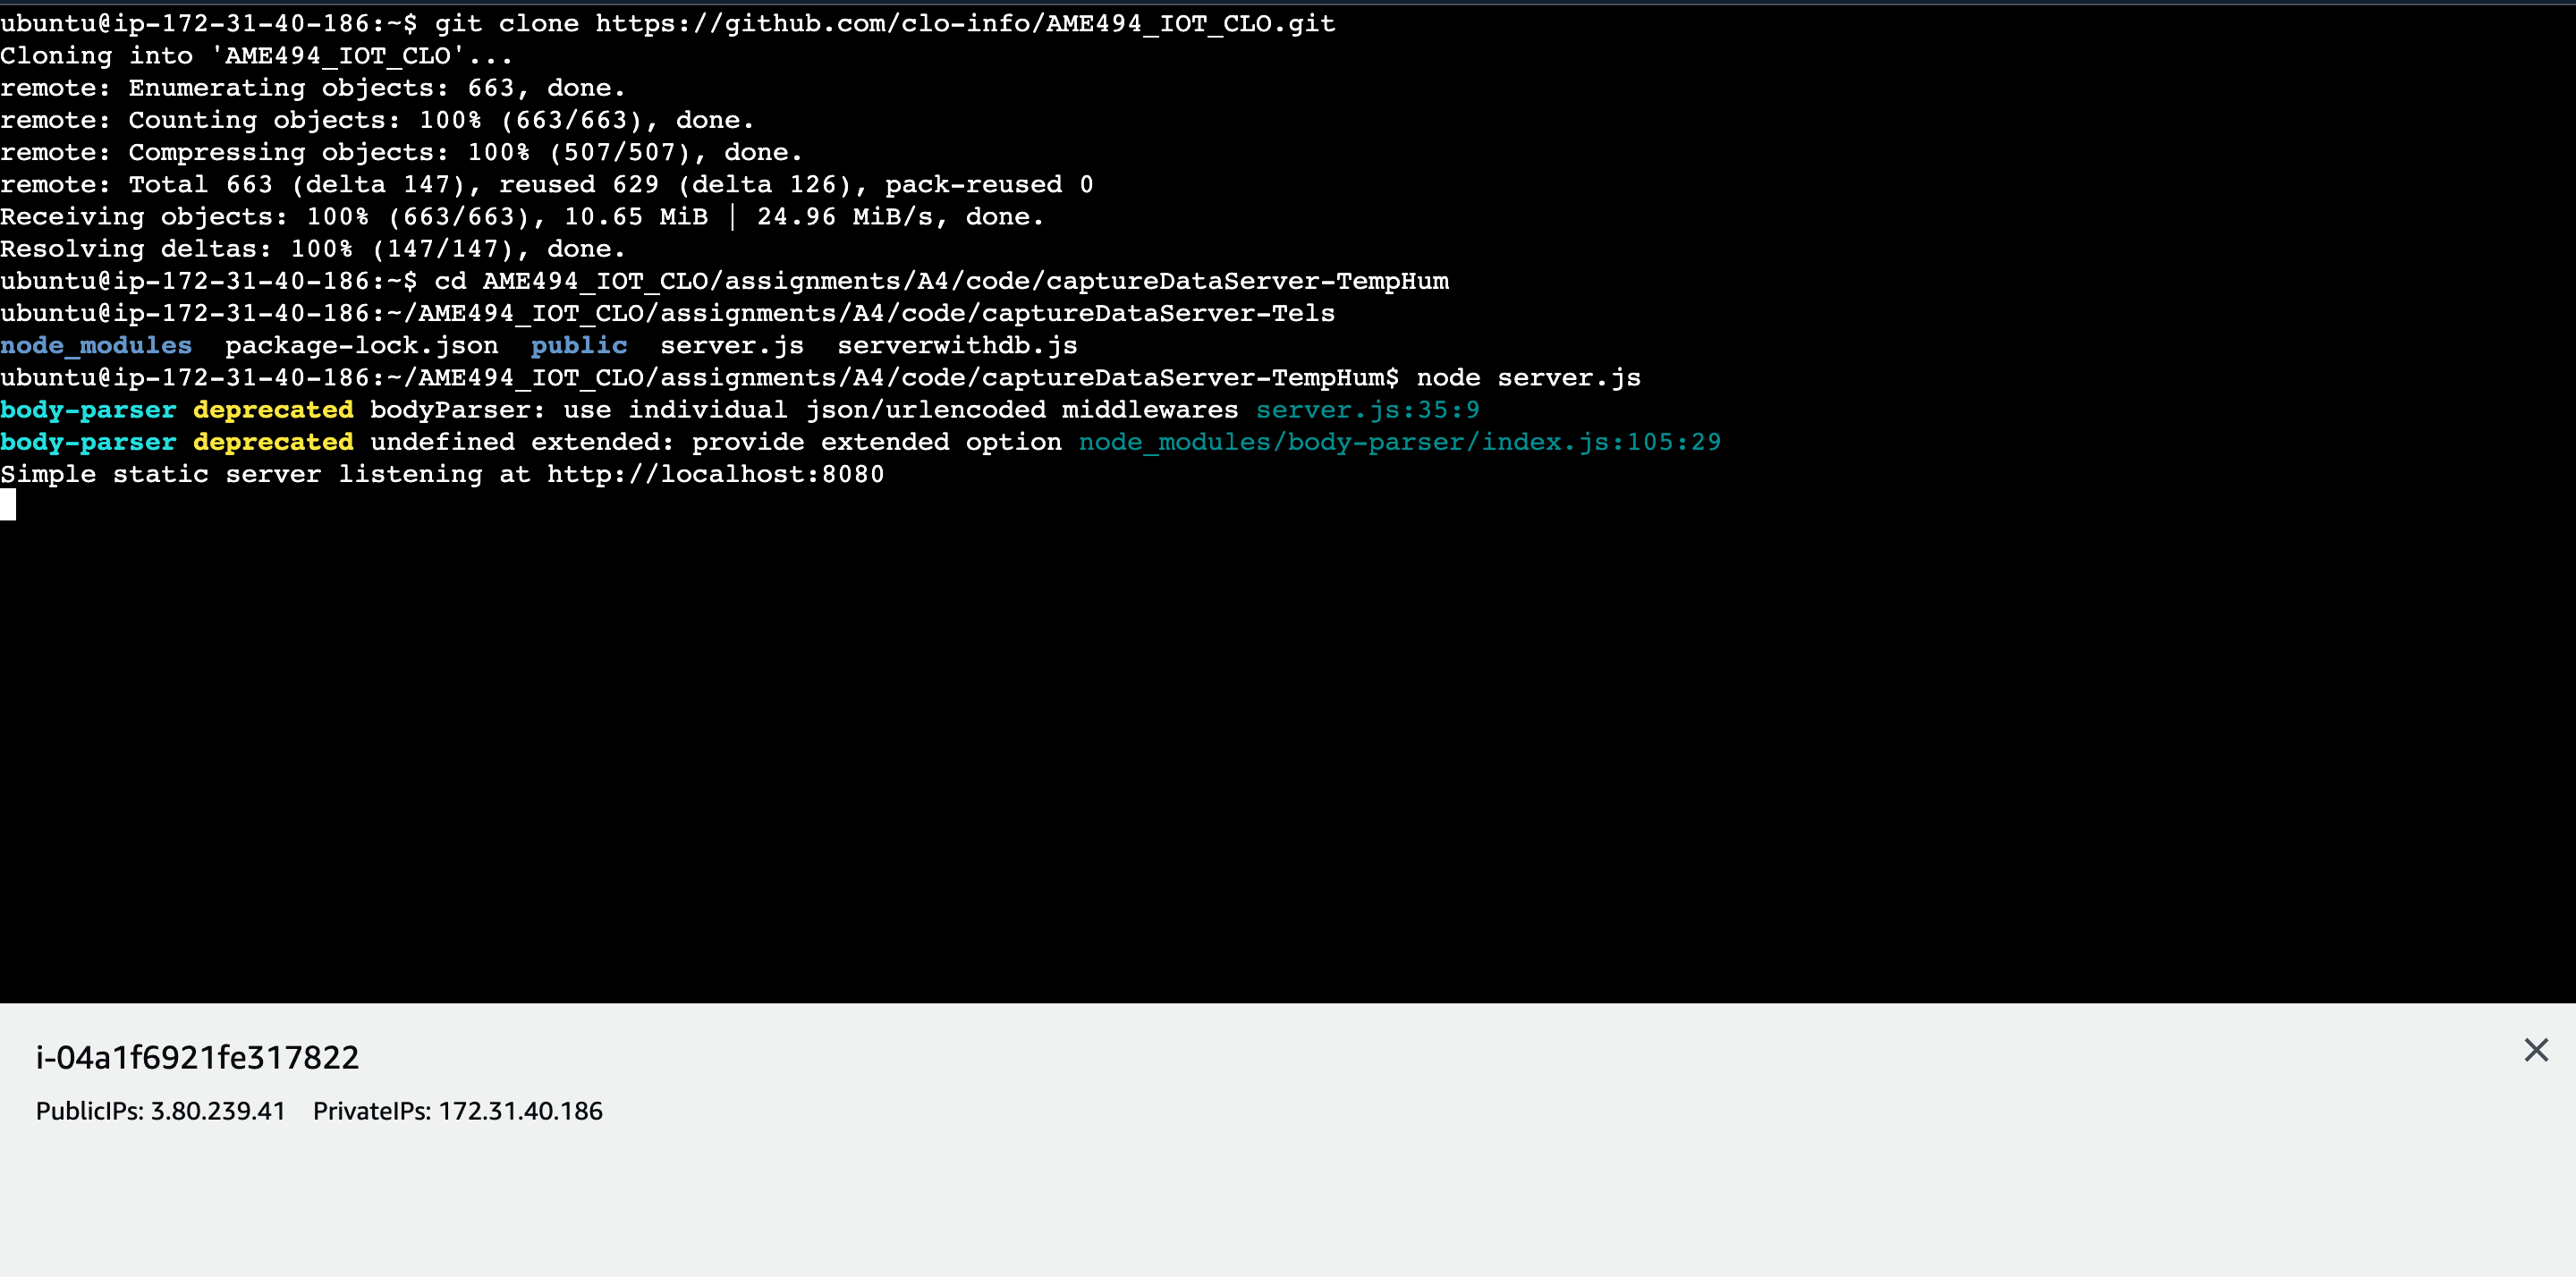 ubuntu@ip-172-31-40-186:~$ git clone https://github.com/clo-info/AME494_IOT_CLO.git
Cloning into 'AME494_IOT_CLO'...
remote: Enumerating objects: 663, done.
remote: Counting objects: 100% (663/663), done.
remote: Compressing objects: 100% (507/507), done.
remote: Total 663 (delta 147), reused 629 (delta 126), pack-reused 0
Receiving objects: 100% (663/663), 10.65 MiB | 24.96 MiB/s, done.
Resolving deltas: 100% (147/147), done.
ubuntu@ip-172-31-40-186:~$ cd AME494_IOT_CLO/assignments/A4/code/captureDataServer-TempHum
ubuntu@ip-172-31-40-186:~/AME494_IOT_CLO/assignments/A4/code/captureDataServer-Tels
node_modules  package-lock.json  public  server.js  serverwithdb.js
ubuntu@ip-172-31-40-186:~/AME494_IOT_CLO/assignments/A4/code/captureDataServer-TempHum$ node server.js
body-parser deprecated bodyParser: use individual json/urlencoded middlewares server.js:35:9
body-parser deprecated undefined extended: provide extended option node_modules/body-parser/index.js:105:29
Simple static server listening at http://localhost:8080
i-04a1f6921fe317822
PublicIPs: 3.80.239.41    PrivateIPs: 172.31.40.186